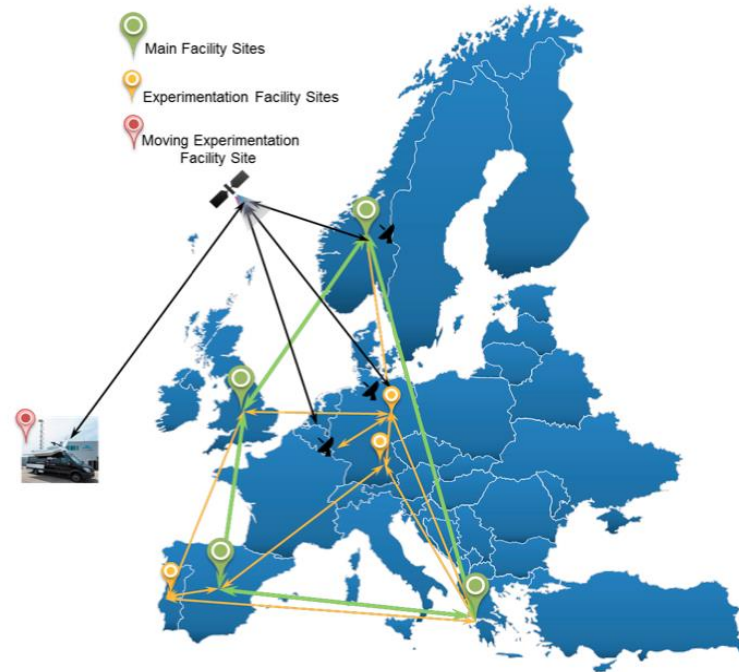 Main Facility Sites
Experimentation Facility Sites
Moving Experimentation
Facility Site